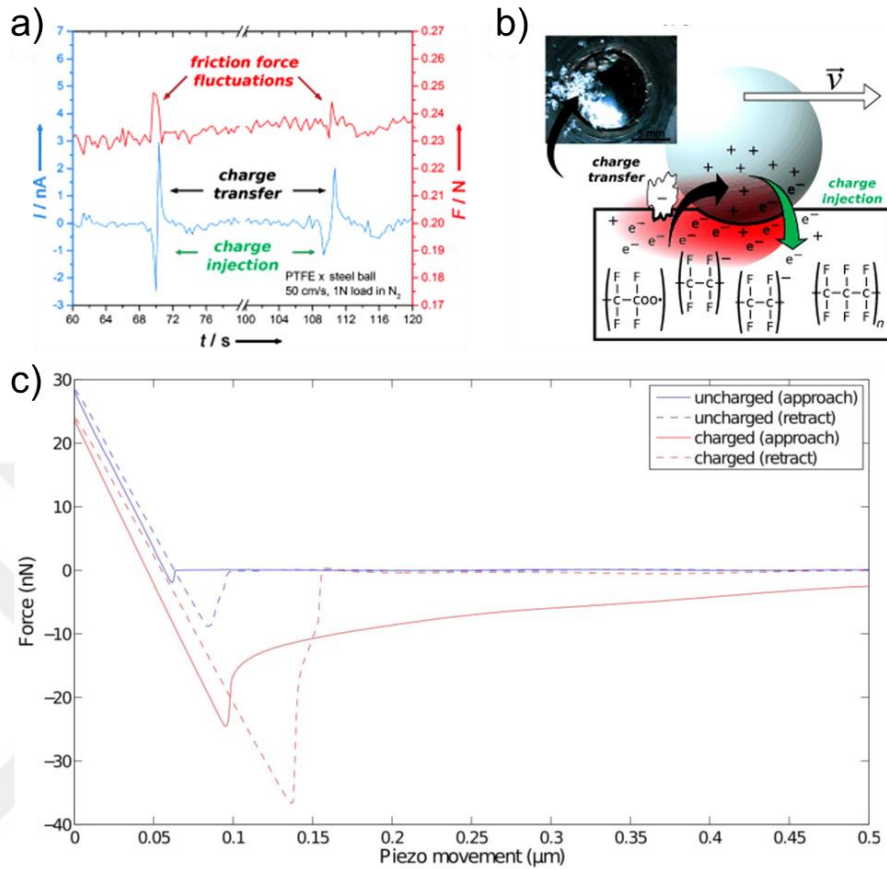 a)
I / nA
7
6
5
4
3
2
1
0
-1
-2
-3
friction force
fluctuations
charge
transfer
charge
injection
PTFE x steel ball
50 cm/s, 1N load in N2
0.27
0.26
0.25
0.24
0.23
0.22
0.21
0.20
0.19
0.18
0.17
F / N
60 64 68 72 76 100 104 108 112 116 120
t / s
b)
5 mm
v
charge
transfer
charge
injection
+ + + + + + + +
e− e− e− e− e− e− e− e− e− e−
F F
C C COO•
F F
F F −
C C
F F
F F −
C C
F F
F F F
C C C
F F F n
c)
30
20
10
0
−10
−20
−30
−40
Force (nN)
uncharged (approach)
uncharged (retract)
charged (approach)
charged (retract)
0 0.05 0.1 0.15 0.2 0.25 0.3 0.35 0.4 0.45 0.5
Piezo movement (μm)